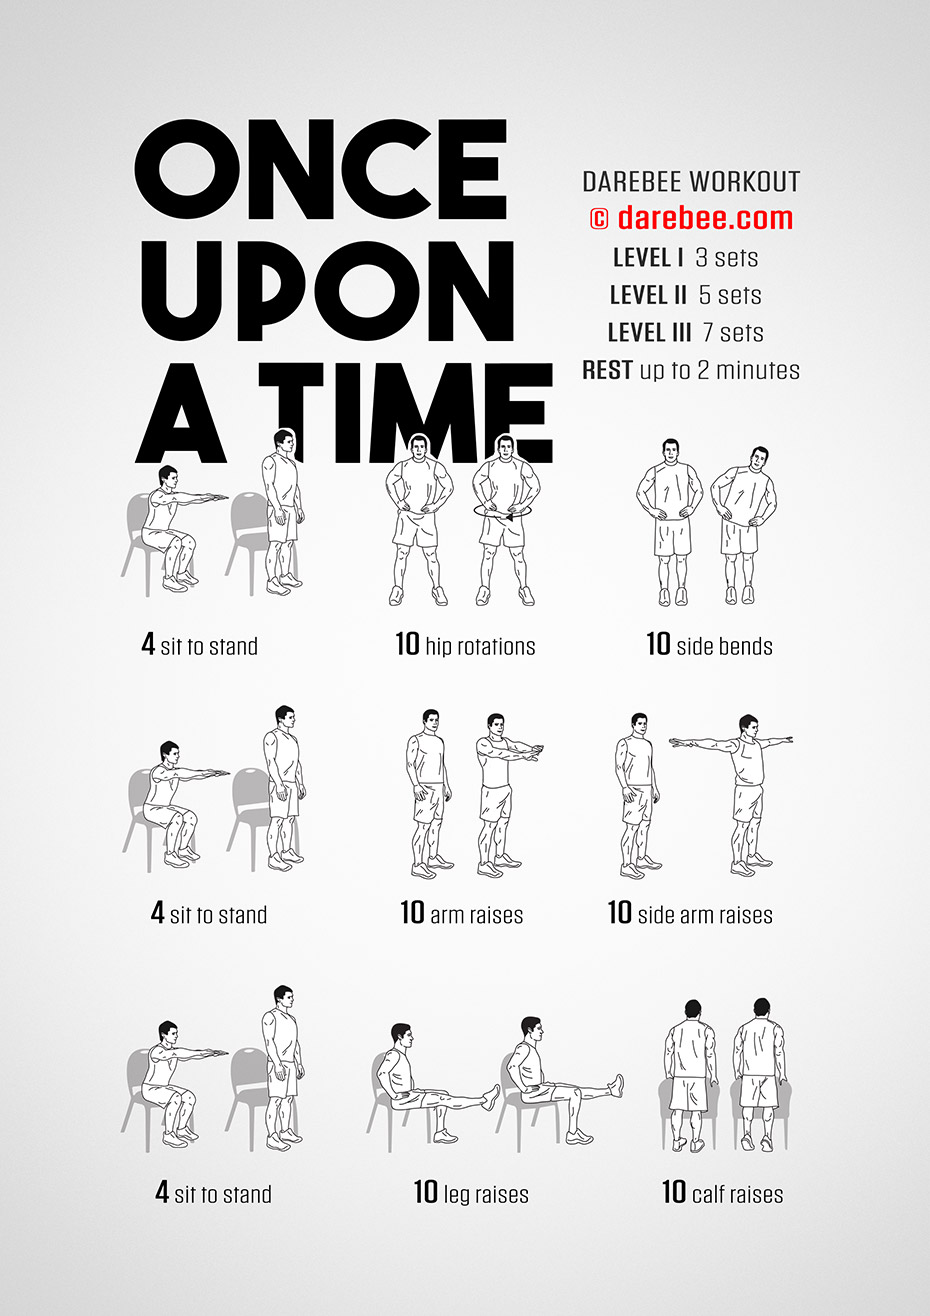 ONCE
UPON
A TIME
DAREBEE WORKOUT
© darebee.com
LEVEL I 3 sets
LEVEL II 5 sets
LEVEL III 7 sets
REST up to 2 minutes
4 sit to stand
10 hip rotations
10 side bends
4 sit to stand
10 arm raises
10 side arm raises
4 sit to stand
10 leg raises
10 calf raises